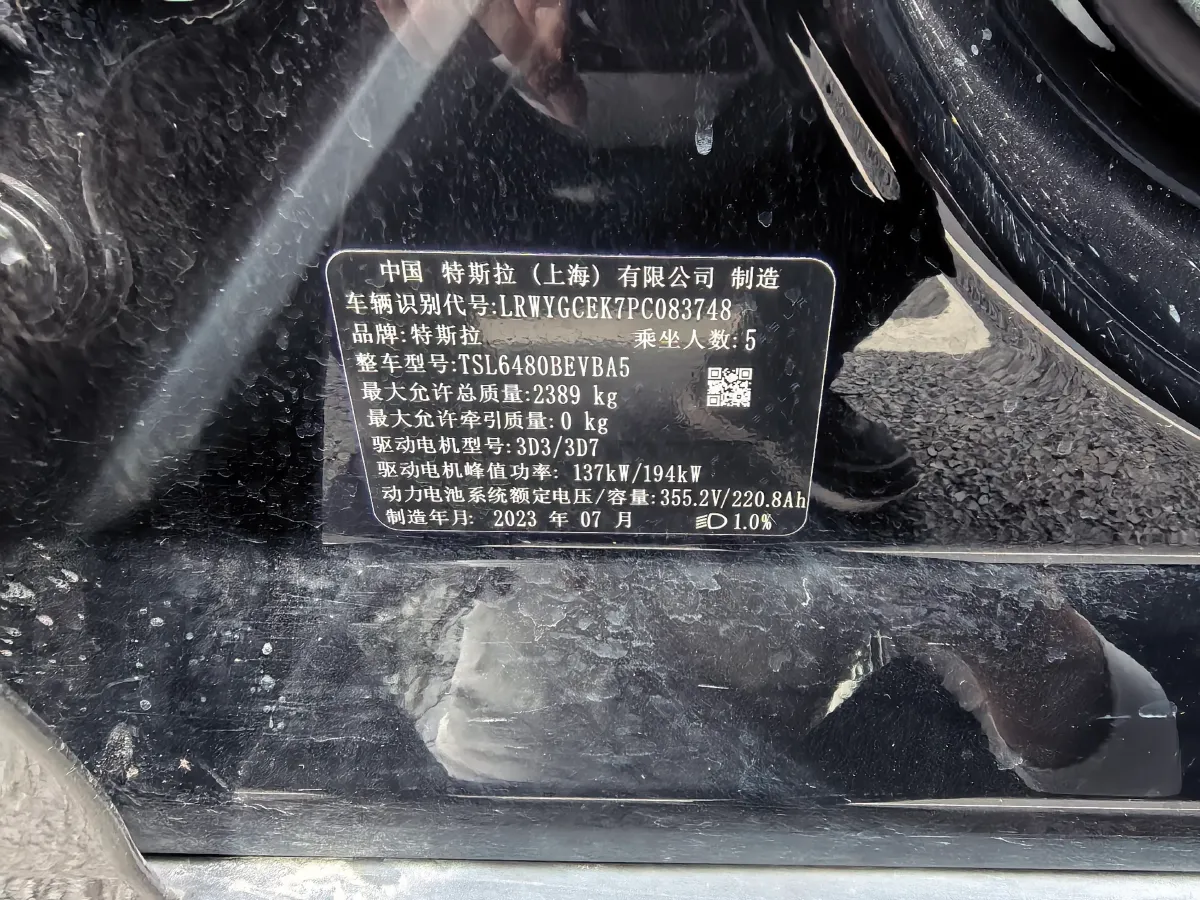 中国 特斯拉（上海）有限公司 制造
车辆识别代号:LRWYGCEK7PC083748
品牌:特斯拉 乘坐人数:5
整车型号:TSL6480BEVBA5
最大允许总质量:2389 kg
最大允许牵引质量:0 kg
驱动电机型号:3D3/3D7
驱动电机峰值功率: 137kW/194kW
动力电池系统额定电压/容量:355.2V/220.8Ah
制造年月: 2023 年 07 月 1.0%